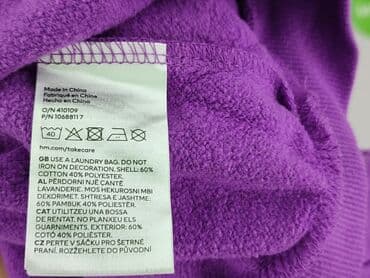 Made in China
Fabriqué en Chine
Hecho en China
O/N 410109
P/N 1068811 7
40
hm.com/takecare
GB USE A LAUNDRY BAG. DO NOT
IRON ON DECORATION. SHELL: 60%
COTTON 40% POLYESTER.
AL PËRDORNI NJË ÇANTË
LAVANDERIE. MOS HEKUROSNI MBI
DEKORIMET. SHTRESA E JASHTME:
60% PAMBUK 40% POLIESTER.
CAT UTILITZEU UNA BOSSA
DE RENTAT. NO PLANXEU ELS
GUARNIMENTS. EXTERIOR: 60%
COTÓ 40% POLIÈSTER.
CZ PERTE V SÁČKU PRO ŠETRNÉ
PRANÍ, ROZŽEHLETE DO PŮVODNÍ